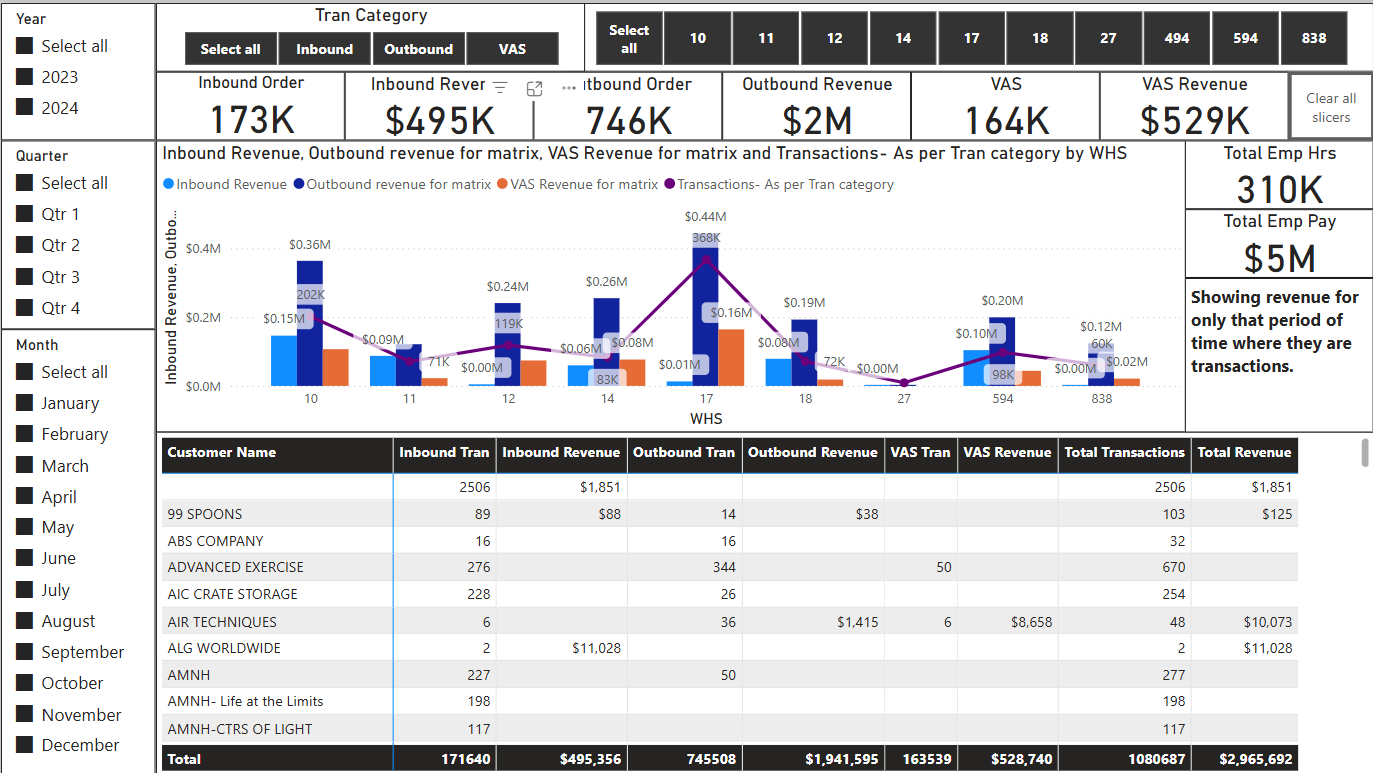 Year
Select all
2023
2024
Quarter
Select all
Qtr 1
Qtr 2
Qtr 3
Qtr 4
Month
Select all
January
February
March
April
May
June
July
August
September
October
November
December
Tran Category
Select all Inbound Outbound VAS
Select all 10 11 12 14 17 18 27 494 594 838
Inbound Order
173K
Inbound Rever
$495K
tbound Order
746K
Outbound Revenue
$2M
VAS
164K
VAS Revenue
$529K
Clear all
slicers
Inbound Revenue, Outbound revenue for matrix, VAS Revenue for matrix and Transactions- As per Tran category by WHS
Inbound Revenue Outbound revenue for matrix VAS Revenue for matrix Transactions- As per Tran category
Inbound Revenue, Outbo...
$0.4M
$0.2M
$0.0M
$0.15M $0.36M 202K
$0.09M 71K
$0.00M $0.24M 119K
$0.06M $0.26M $0.08M 83K
$0.01M $0.44M 368K $0.16M
$0.08M $0.19M 72K
$0.00M
$0.10M $0.20M 98K
$0.00M $0.12M 60K $0.02M
10 11 12 14 17 18 27 594 838
WHS
Total Emp Hrs
310K
Total Emp Pay
$5M
Showing revenue for
only that period of
time where they are
transactions.
Customer Name Inbound Tran Inbound Revenue Outbound Tran Outbound Revenue VAS Tran VAS Revenue Total Transactions Total Revenue
2506 $1,851 2506 $1,851
99 SPOONS 89 $88 14 $38 103 $125
ABS COMPANY 16 16 32
ADVANCED EXERCISE 276 344 50 670
AIC CRATE STORAGE 228 26 254
AIR TECHNIQUES 6 36 $1,415 6 $8,658 48 $10,073
ALG WORLDWIDE 2 $11,028 2 $11,028
AMNH 227 50 277
AMNH- Life at the Limits 198 198
AMNH-CTRS OF LIGHT 117 117
Total 171640 $495,356 745508 $1,941,595 163539 $528,740 1080687 $2,965,692